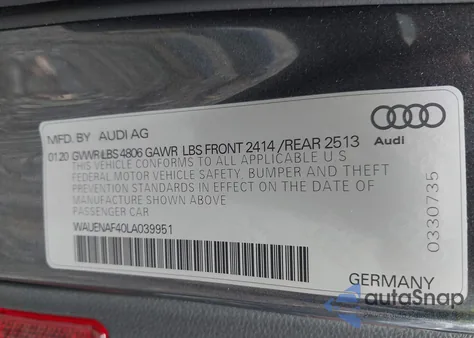 MFD. BY AUDI AG
01.20 GVWR LBS 4806 GAWR LBS FRONT 2414 /REAR 2513
THIS VEHICLE CONFORMS TO ALL APPLICABLE U S
FEDERAL MOTOR VEHICLE SAFETY, BUMPER AND THEFT
PREVENTION STANDARDS IN EFFECT ON THE DATE OF
MANUFACTURE SHOWN ABOVE.
PASSENGER CAR
WAUENAF40LA039951
Audi
0330735
GERMANY
autoSnap